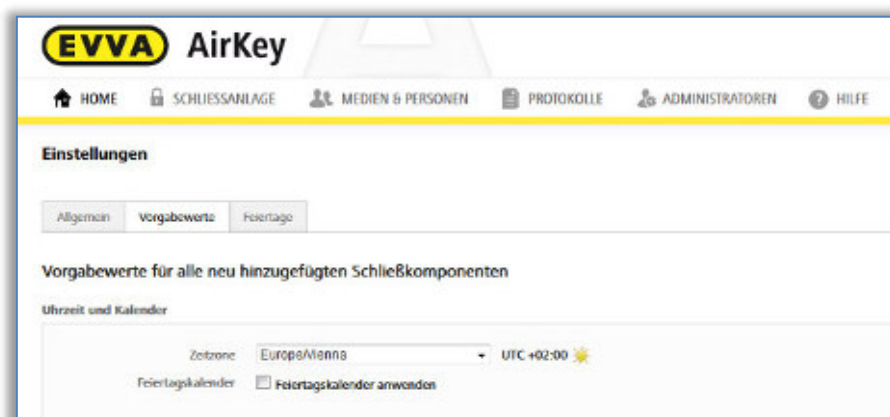 EVVA AirKey
HOME SCHLIESSANLAGE MEDIEN & PERSONEN PROTOKOLLE ADMINISTRATOREN ? HILFE
Einstellungen
Allgemein Vorgabewerte Feiertage
Vorgabewerte für alle neu hinzugefügten Schließkomponenten
Uhrzeit und Kalender
Zeitzone Europe/Vienna UTC +02:00
Feiertagskalender Feiertagskalender anwenden